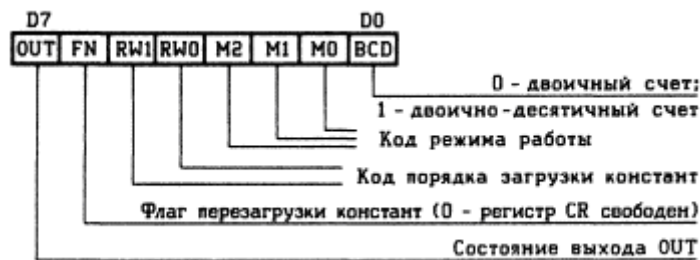 D7 D0
OUT FN RW1 RW0 M2 M1 M0 BCD
0 - двоичный счет;
1 - двоично-десятичный счет
Код режима работы
Код порядка загрузки констант
Флаг перезагрузки констант (0 - регистр CR свободен)
Состояние выхода OUT